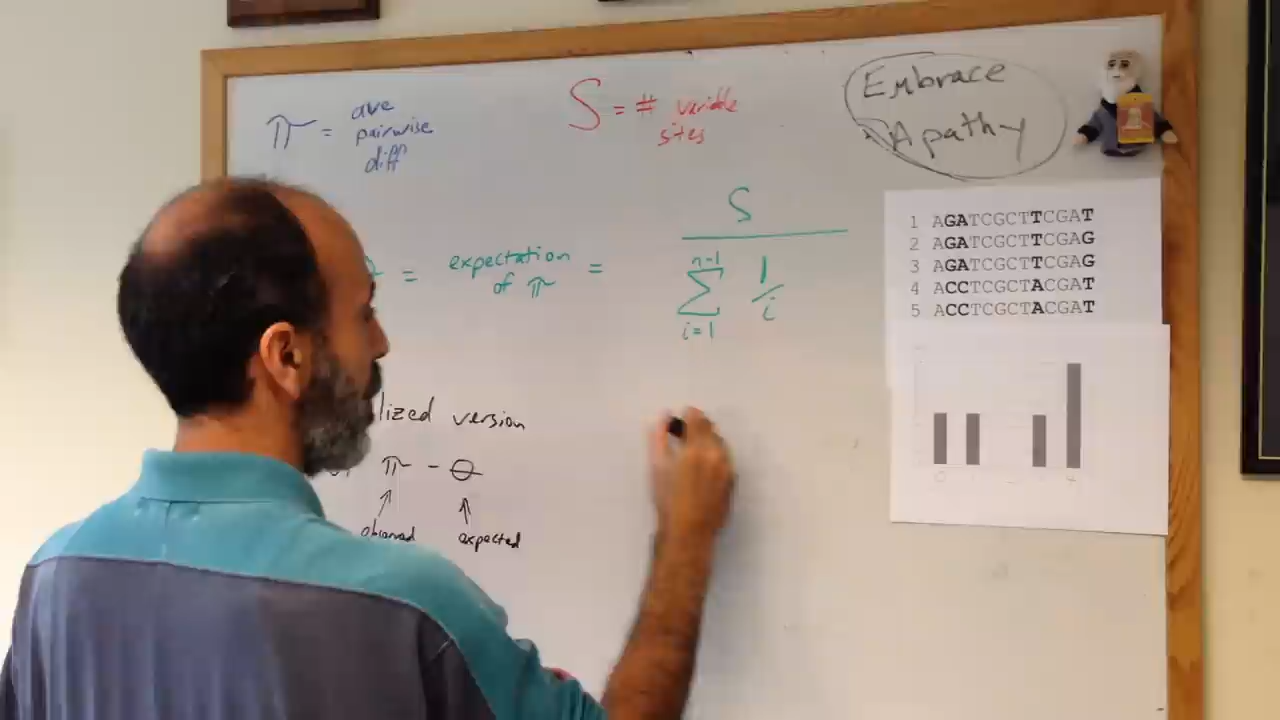 π = ave
pairwise
diff
S = # variable
sites
Embrace
Apathy
S
= expectation
of π =
n-1
Σ 1/i
i=1
1 AGATCGCTTCGAT
2 AGATCGCTTCGAG
3 AGATCGCTTCGAG
4 ACCTCGCTACGAT
5 ACCTCGCTACGAT
lized version
π - Θ
observed expected